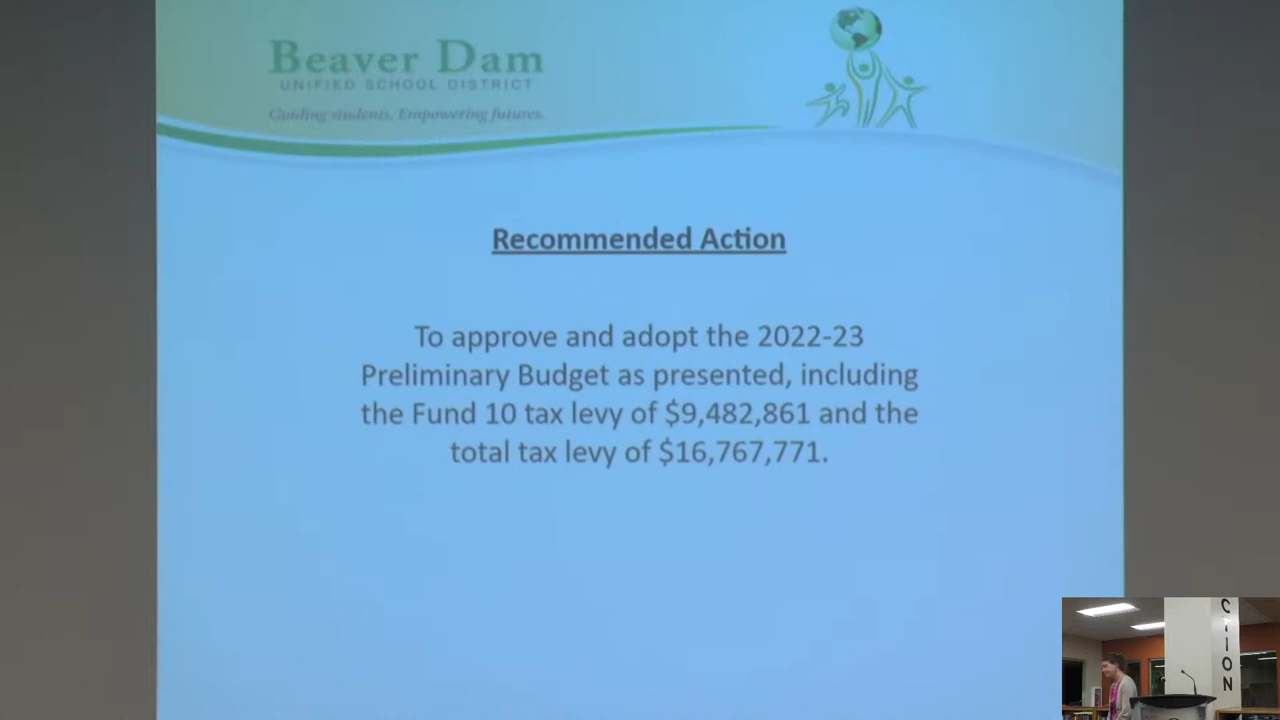 Beaver Dam
UNIFIED SCHOOL DISTRICT
Guiding students, Empowering futures.
Recommended Action
To approve and adopt the 2022-23
Preliminary Budget as presented, including
the Fund 10 tax levy of $9,482,861 and the
total tax levy of $16,767,771.
CTION